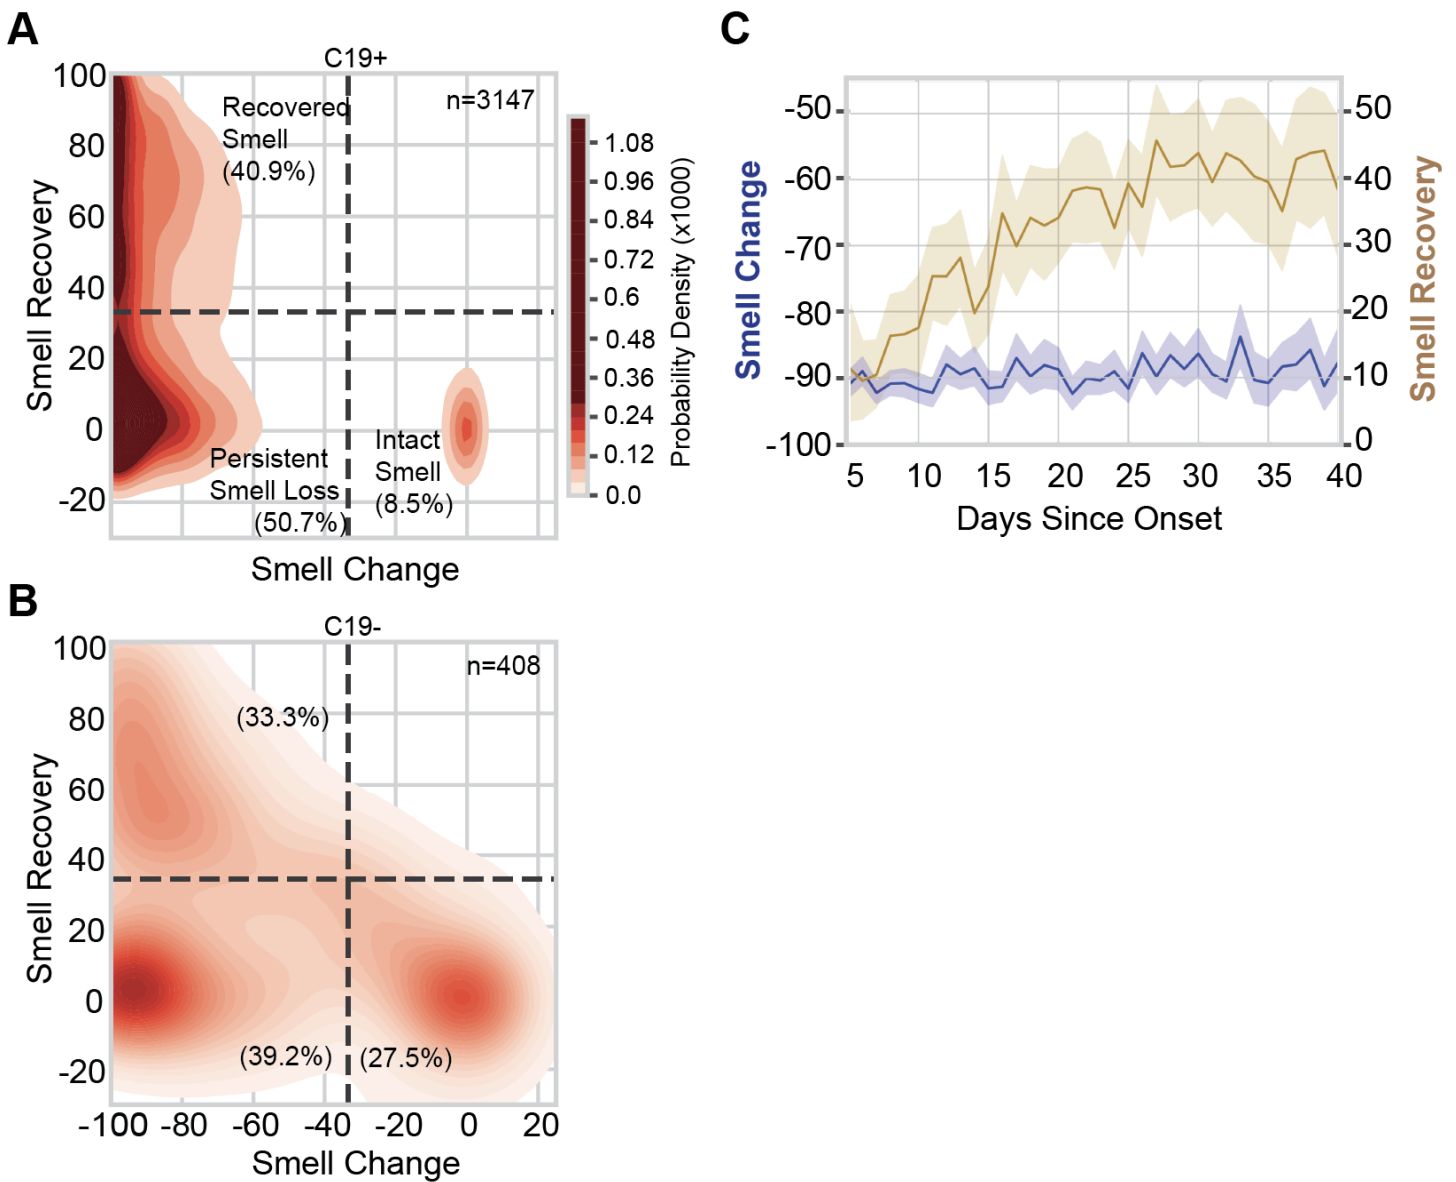 A
C19+
n=3147
Recovered
Smell
(40.9%)
Intact
Smell
(8.5%)
Persistent
Smell Loss
(50.7%)
100
80
60
40
20
0
-20
Smell Recovery
Smell Change
1.08
0.96
0.84
0.72
0.6
0.48
0.36
0.24
0.12
0.0
Probability Density (x1000)
B
C19-
n=408
(33.3%)
(39.2%)
(27.5%)
100
80
60
40
20
0
-20
Smell Recovery
-100 -80 -60 -40 -20 0 20
Smell Change
C
-50
-60
-70
-80
-90
-100
Smell Change
50
40
30
20
10
0
Smell Recovery
5 10 15 20 25 30 35 40
Days Since Onset